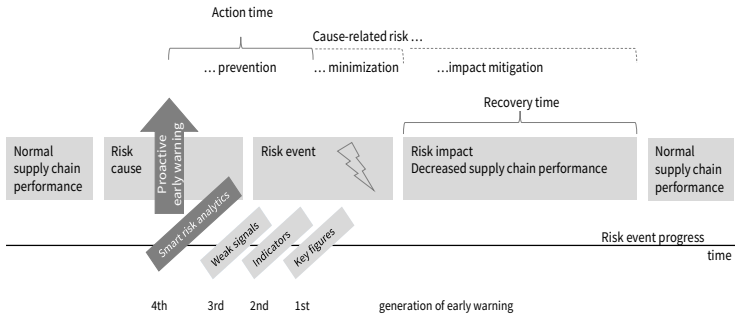 Action time
Cause-related risk ...
... prevention
... minimization
...impact mitigation
Recovery time
Normal
supply chain
performance
Risk
cause
Proactive
early warning
Risk event
Risk impact
Decreased supply chain performance
Normal
supply chain
performance
Smart risk analytics
Weak signals
Indicators
Key figures
Risk event progress
time
4th
3rd
2nd
1st
generation of early warning